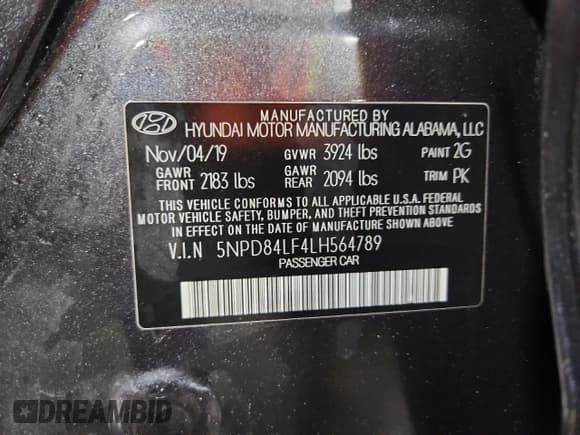 MANUFACTURED BY
HYUNDAI MOTOR MANUFACTURING ALABAMA, LLC
Nov/04/19 GVWR 3924 lbs PAINT 2G
GAWR FRONT 2183 lbs GAWR REAR 2094 lbs TRIM PK
THIS VEHICLE CONFORMS TO ALL APPLICABLE U.S.A. FEDERAL
MOTOR VEHICLE SAFETY, BUMPER, AND THEFT PREVENTION STANDARDS
IN EFFECT ON THE DATE OF MANUFACTURE SHOWN ABOVE.
V.I.N 5NPD84LF4LH564789
PASSENGER CAR
DREAMBID